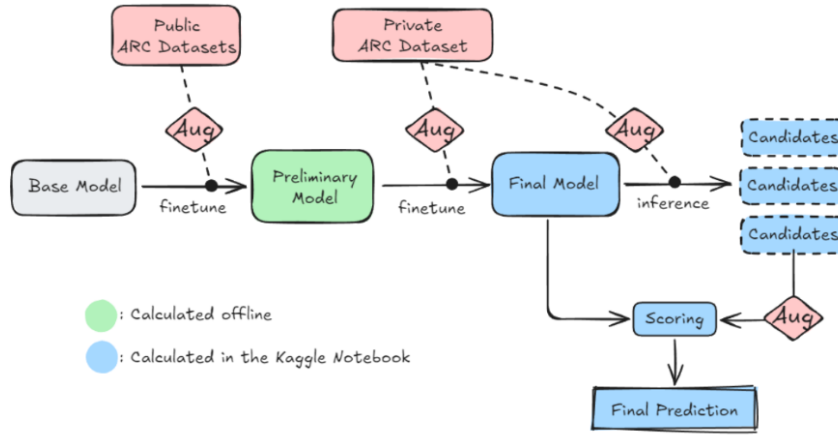 Public
ARC Datasets
Private
ARC Dataset
Aug
Aug
Aug
Candidates
Base Model
finetune
Preliminary
Model
finetune
Final Model
inference
Candidates
Candidates
: Calculated offline
Scoring
Aug
: Calculated in the Kaggle Notebook
Final Prediction